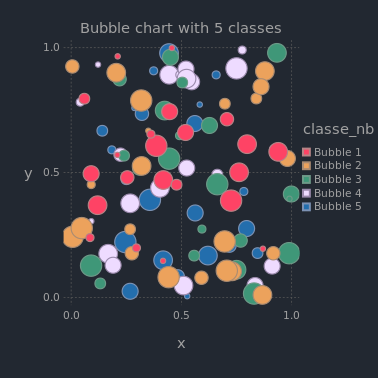 Bubble chart with 5 classes
1.0
0.5
0.0
y
0.0
0.5
1.0
x
classe_nb
Bubble 1
Bubble 2
Bubble 3
Bubble 4
Bubble 5